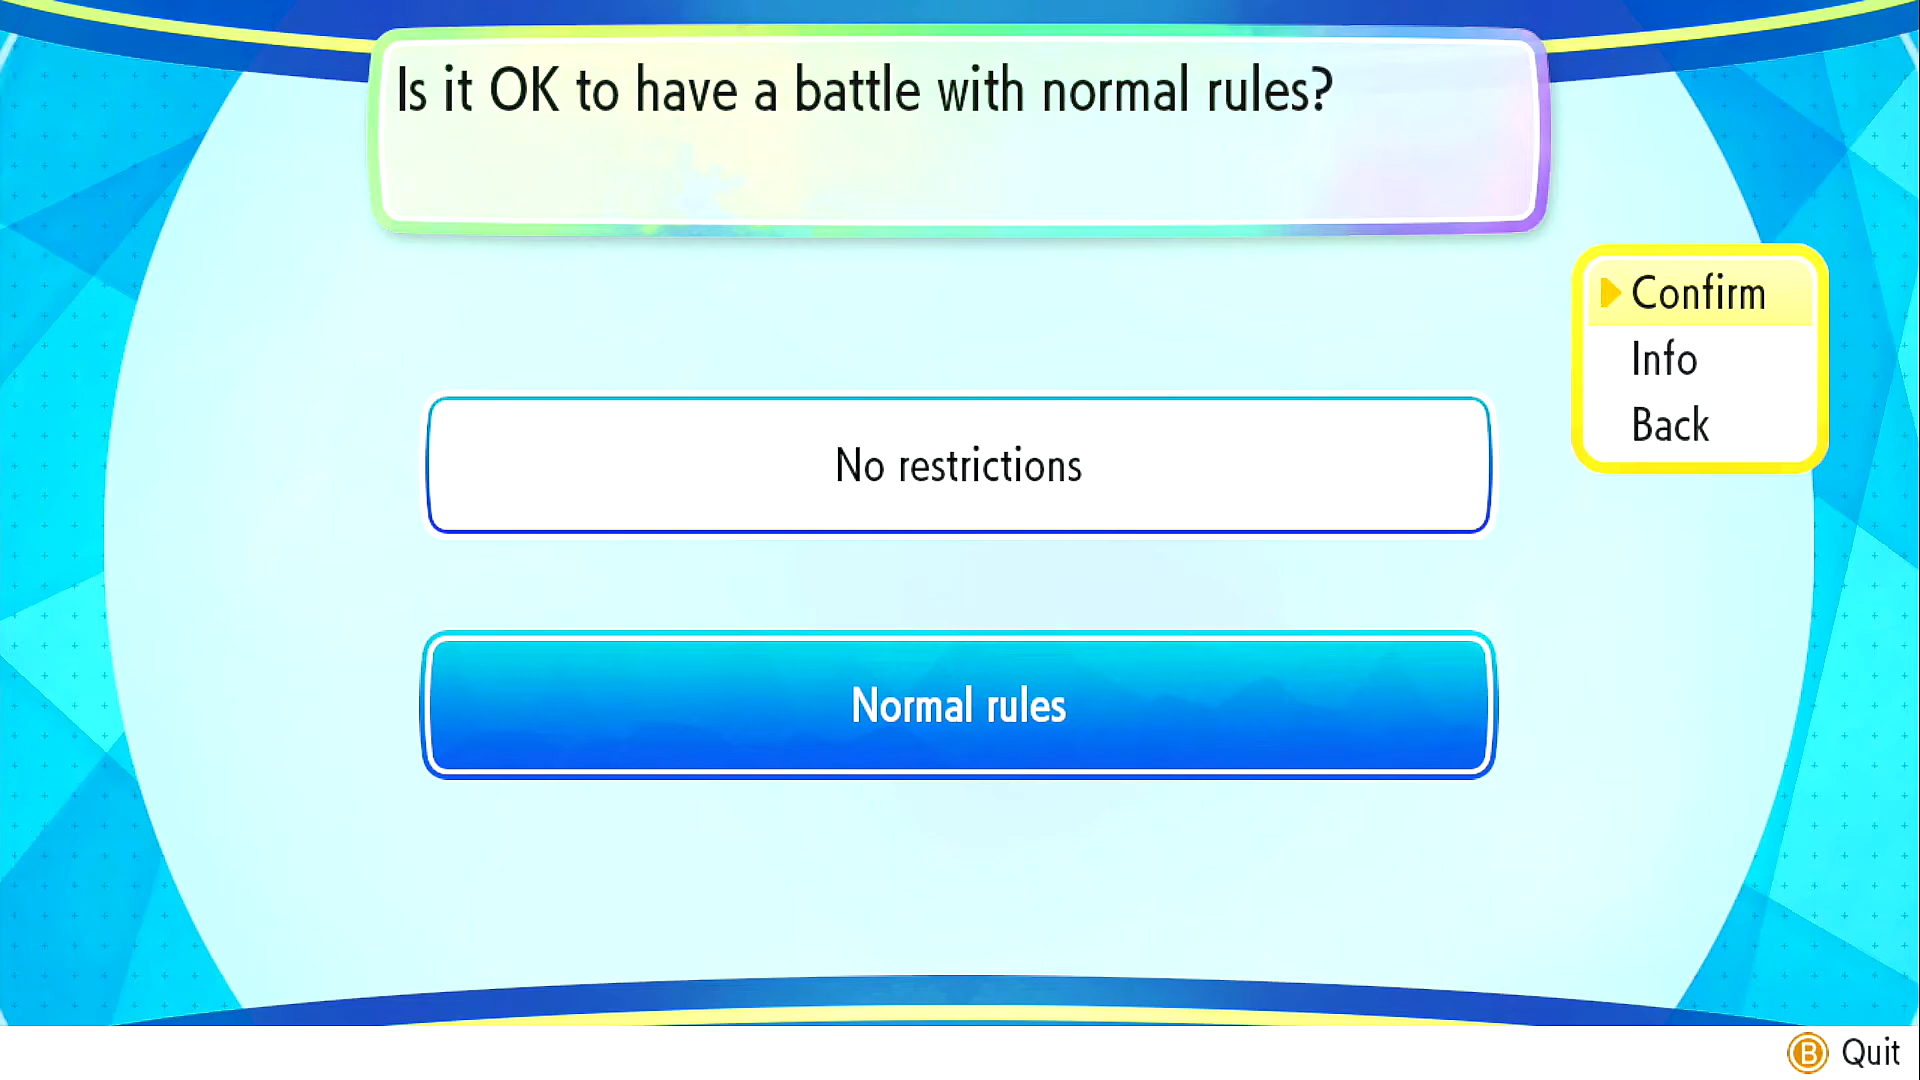 Is it OK to have a battle with normal rules?
Confirm
Info
Back
No restrictions
Normal rules
B Quit